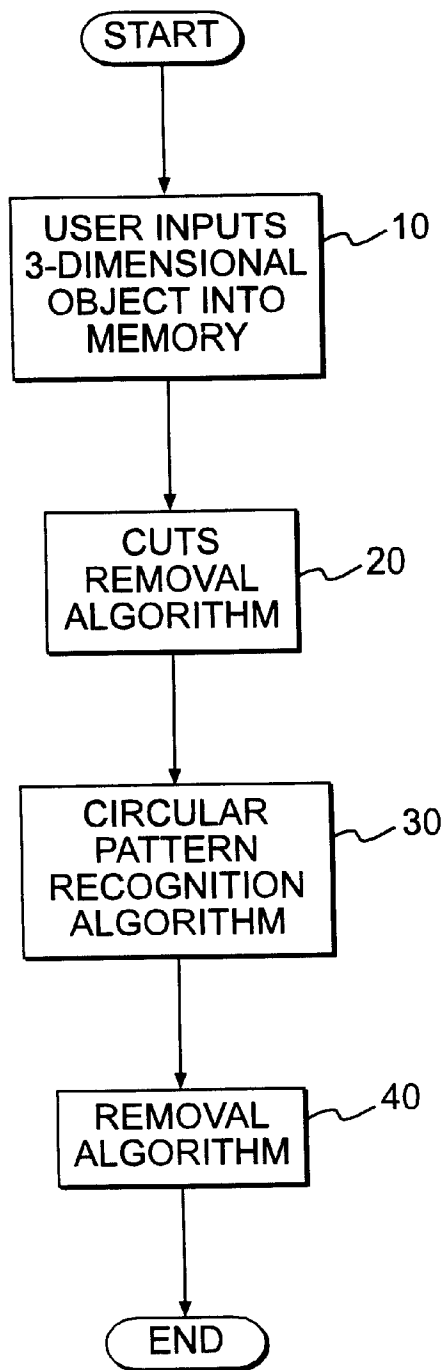 START
USER INPUTS
3-DIMENSIONAL
OBJECT INTO
MEMORY
10
CUTS
REMOVAL
ALGORITHM
20
CIRCULAR
PATTERN
RECOGNITION
ALGORITHM
30
REMOVAL
ALGORITHM
40
END